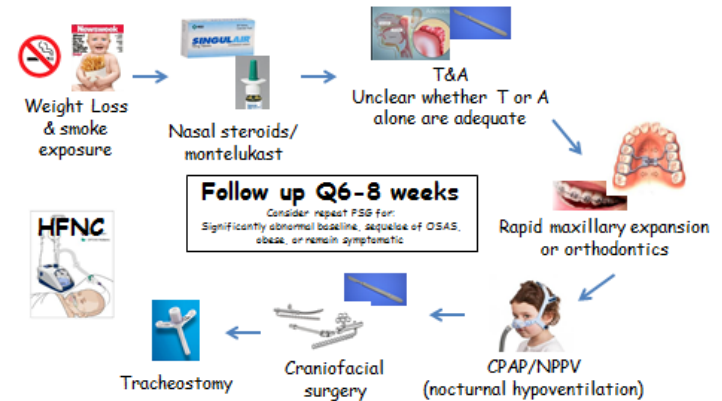 Newsweek
SINGULAIR
Weight Loss
& smoke
exposure
Nasal steroids/
montelukast
T&A
Unclear whether T or A
alone are adequate
Rapid maxillary expansion
or orthodontics
Follow up Q6-8 weeks
Consider repeat PSG for:
Significantly abnormal baseline, sequelae of OSAS,
obese, or remain symptomatic
HFNC
Tracheostomy
Craniofacial
surgery
CPAP/NPPV
(nocturnal hypoventilation)